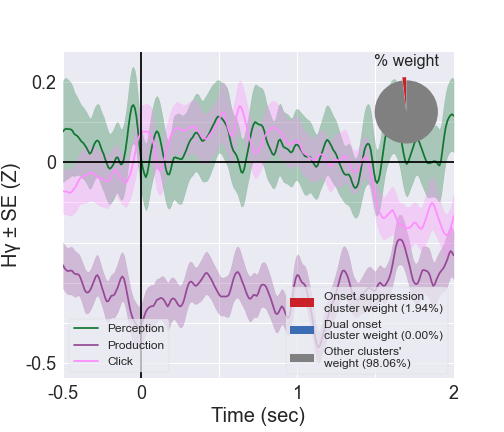 % weight
0.2
0
-0.5
Hγ ± SE (Z)
Perception
Production
Click
Onset suppression
cluster weight (1.94%)
Dual onset
cluster weight (0.00%)
Other clusters'
weight (98.06%)
-0.5
0
1
2
Time (sec)